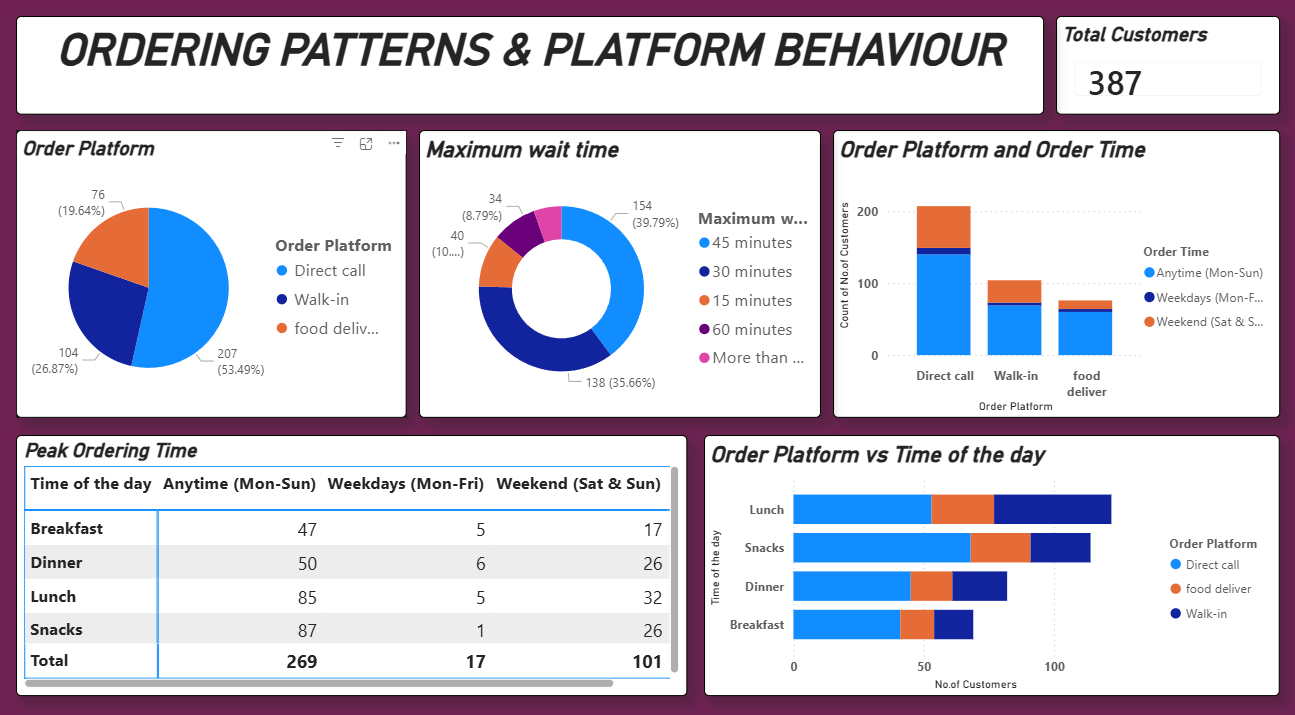 ORDERING PATTERNS & PLATFORM BEHAVIOUR
Total Customers
387
Order Platform
76
(19.64%)
104
(26.87%)
207
(53.49%)
Order Platform
Direct call
Walk-in
food deliv...
Maximum wait time
34
(8.79%)
40
(10....)
154
(39.79%)
138 (35.66%)
Maximum w...
45 minutes
30 minutes
15 minutes
60 minutes
More than ...
Order Platform and Order Time
Count of No.of Customers
200
100
0
Direct call
Walk-in
food
deliver
Order Platform
Order Time
Anytime (Mon-Sun)
Weekdays (Mon-F...
Weekend (Sat & S...
Peak Ordering Time
Time of the day Anytime (Mon-Sun) Weekdays (Mon-Fri) Weekend (Sat & Sun)
Breakfast 47 5 17
Dinner 50 6 26
Lunch 85 5 32
Snacks 87 1 26
Total 269 17 101
Order Platform vs Time of the day
Time of the day
Lunch
Snacks
Dinner
Breakfast
0 50 100
No.of Customers
Order Platform
Direct call
food deliver
Walk-in